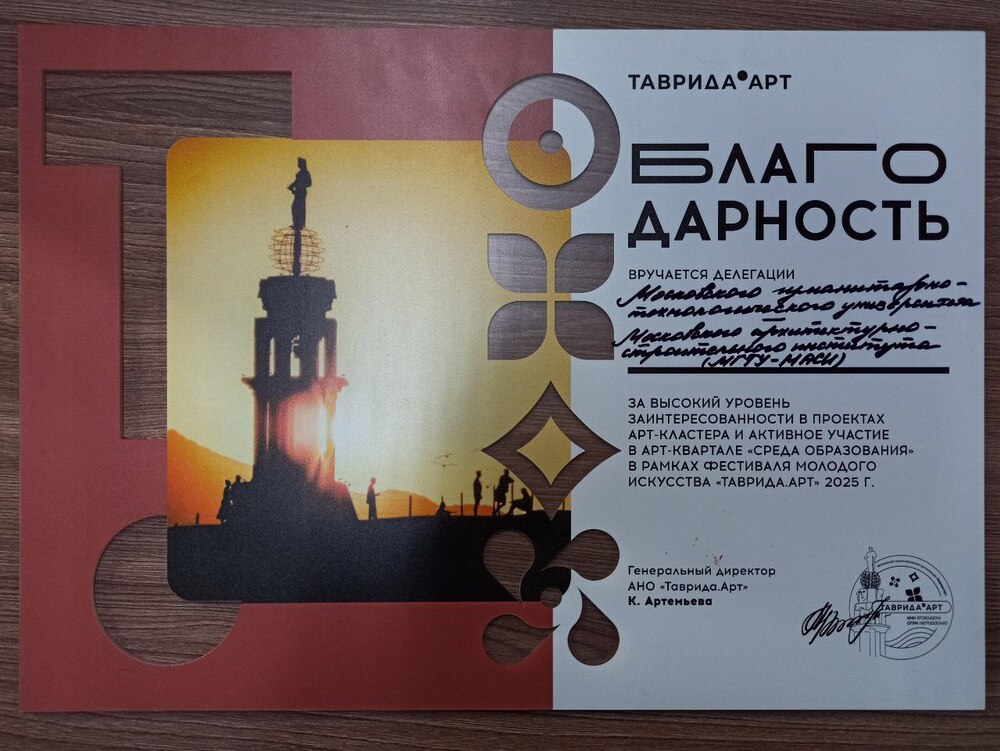 ТАВРИДА•АРТ
БЛАГО
ДАРНОСТЬ
ВРУЧАЕТСЯ ДЕЛЕГАЦИИ
Московского гуманитарно-
технологического университета
Московского архитектурно-
строительного института
(МГТУ-МАСИ)
ЗА ВЫСОКИЙ УРОВЕНЬ
ЗАИНТЕРЕСОВАННОСТИ В ПРОЕКТАХ
АРТ-КЛАСТЕРА И АКТИВНОЕ УЧАСТИЕ
В АРТ-КВАРТАЛЕ «СРЕДА ОБРАЗОВАНИЯ»
В РАМКАХ ФЕСТИВАЛЯ МОЛОДОГО
ИСКУССТВА «ТАВРИДА.АРТ» 2025 Г.
Генеральный директор
АНО «Таврида.Арт»
К. Артемьева
ТАВРИДА•АРТ